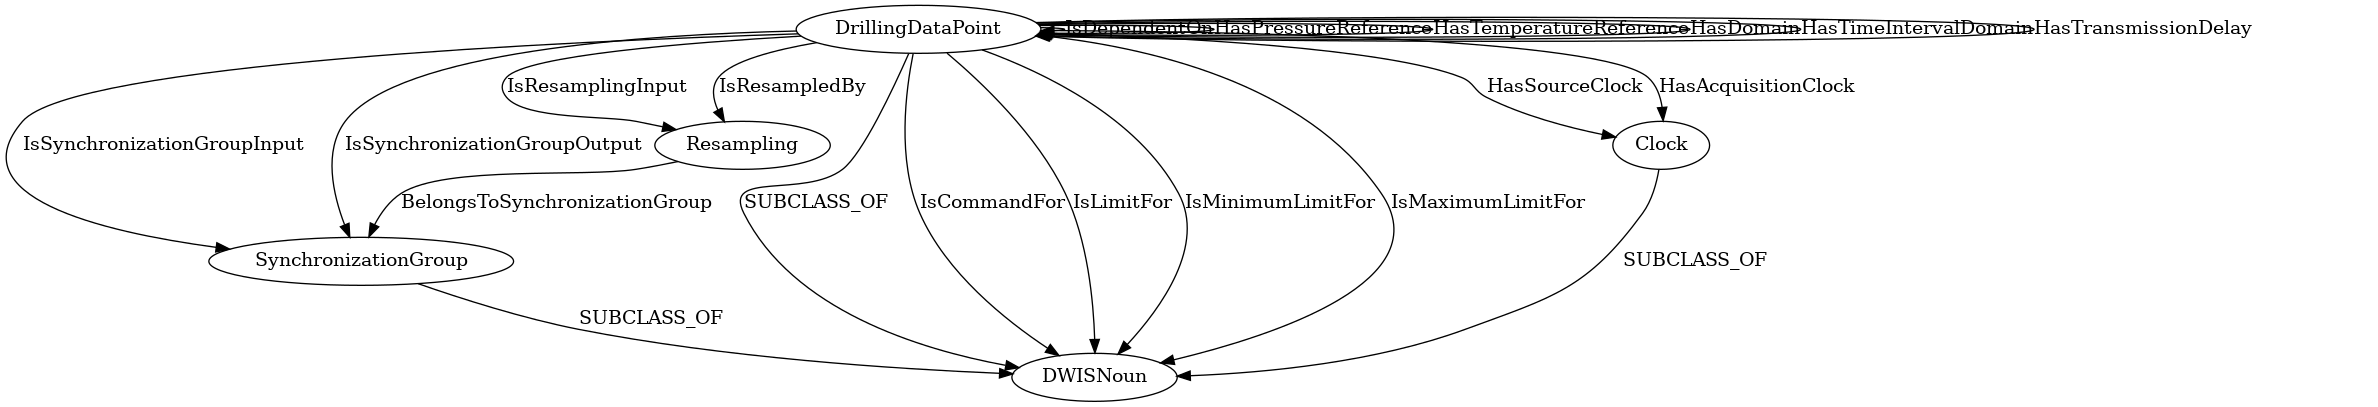 DrillingDataPoint
IsDependentOn
HasPressureReference
HasTemperatureReference
HasDomain
HasTimeIntervalDomain
HasTransmissionDelay
IsResamplingInput
IsResampledBy
HasSourceClock
HasAcquisitionClock
IsSynchronizationGroupInput
IsSynchronizationGroupOutput
Resampling
Clock
BelongsToSynchronizationGroup
SUBCLASS_OF
IsCommandFor
IsLimitFor
IsMinimumLimitFor
IsMaximumLimitFor
SynchronizationGroup
SUBCLASS_OF
SUBCLASS_OF
DWISNoun